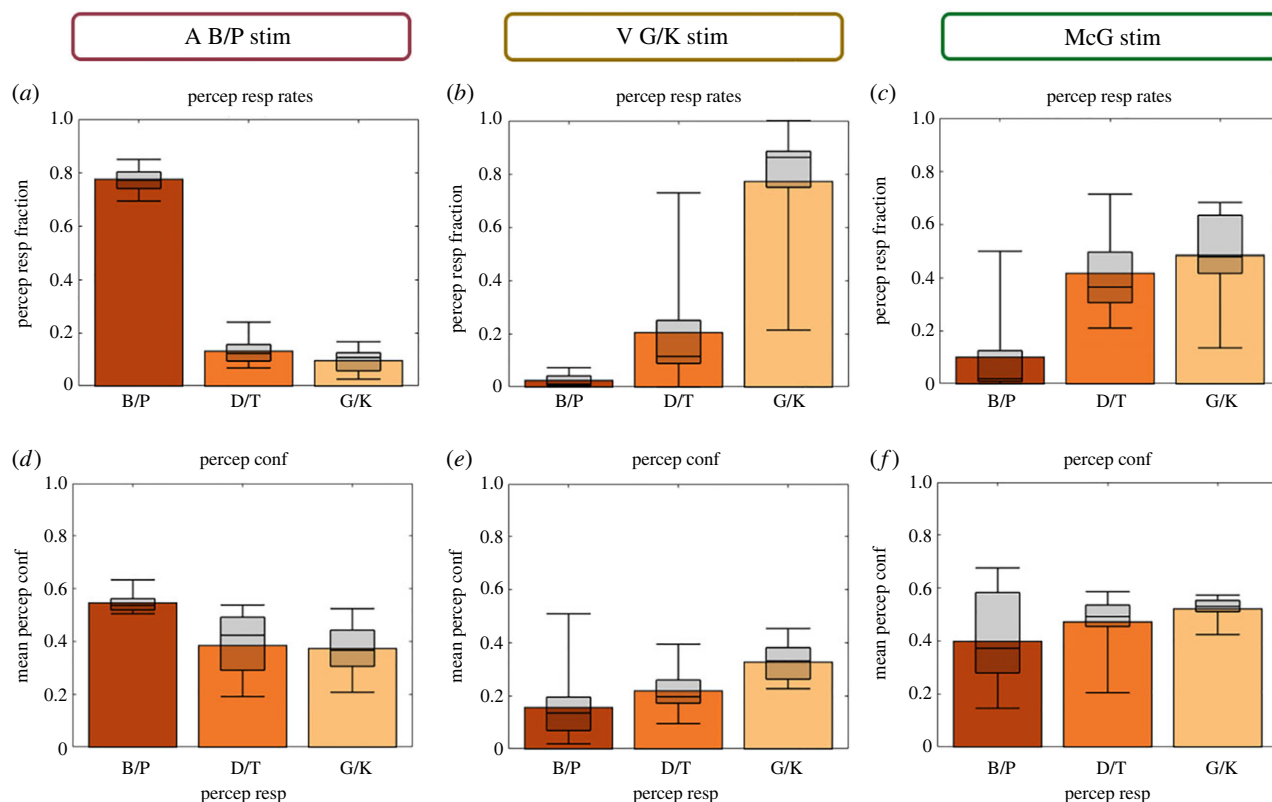 A B/P stim
V G/K stim
McG stim
(a)
percep resp rates
1.0
0.8
0.6
0.4
0.2
0
percep resp fraction
B/P D/T G/K
(b)
percep resp rates
1.0
0.8
0.6
0.4
0.2
0
percep resp fraction
B/P D/T G/K
(c)
percep resp rates
1.0
0.8
0.6
0.4
0.2
0
percep resp fraction
B/P D/T G/K
(d)
percep conf
1.0
0.8
0.6
0.4
0.2
0
mean percep conf
B/P D/T G/K
percep resp
(e)
percep conf
1.0
0.8
0.6
0.4
0.2
0
mean percep conf
B/P D/T G/K
percep resp
(f)
percep conf
1.0
0.8
0.6
0.4
0.2
0
mean percep conf
B/P D/T G/K
percep resp